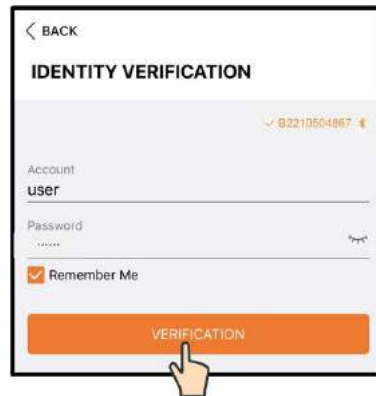 BACK
IDENTITY VERIFICATION
B2210504867
Account
user
Password
······
Remember Me
VERIFICATION